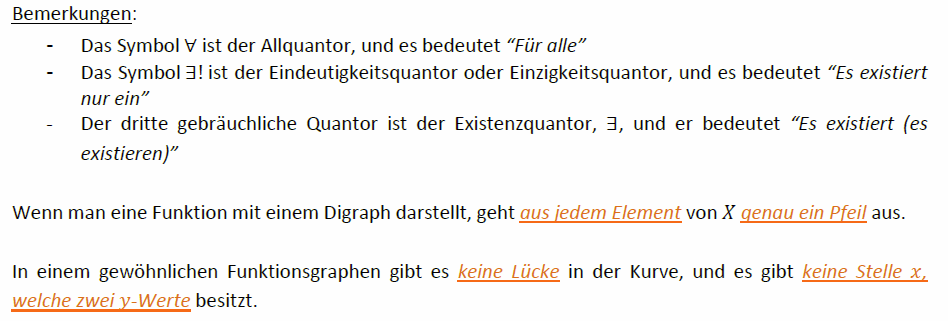 Bemerkungen:
- Das Symbol ∀ ist der Allquantor, und es bedeutet “Für alle”
- Das Symbol ∃! ist der Eindeutigkeitsquantor oder Einzigkeitsquantor, und es bedeutet “Es existiert
nur ein”
- Der dritte gebräuchliche Quantor ist der Existenzquantor, ∃, und er bedeutet “Es existiert (es
existieren)”
Wenn man eine Funktion mit einem Digraph darstellt, geht aus jedem Element von X genau ein Pfeil aus.
In einem gewöhnlichen Funktionsgraphen gibt es keine Lücke in der Kurve, und es gibt keine Stelle x,
welche zwei y-Werte besitzt.